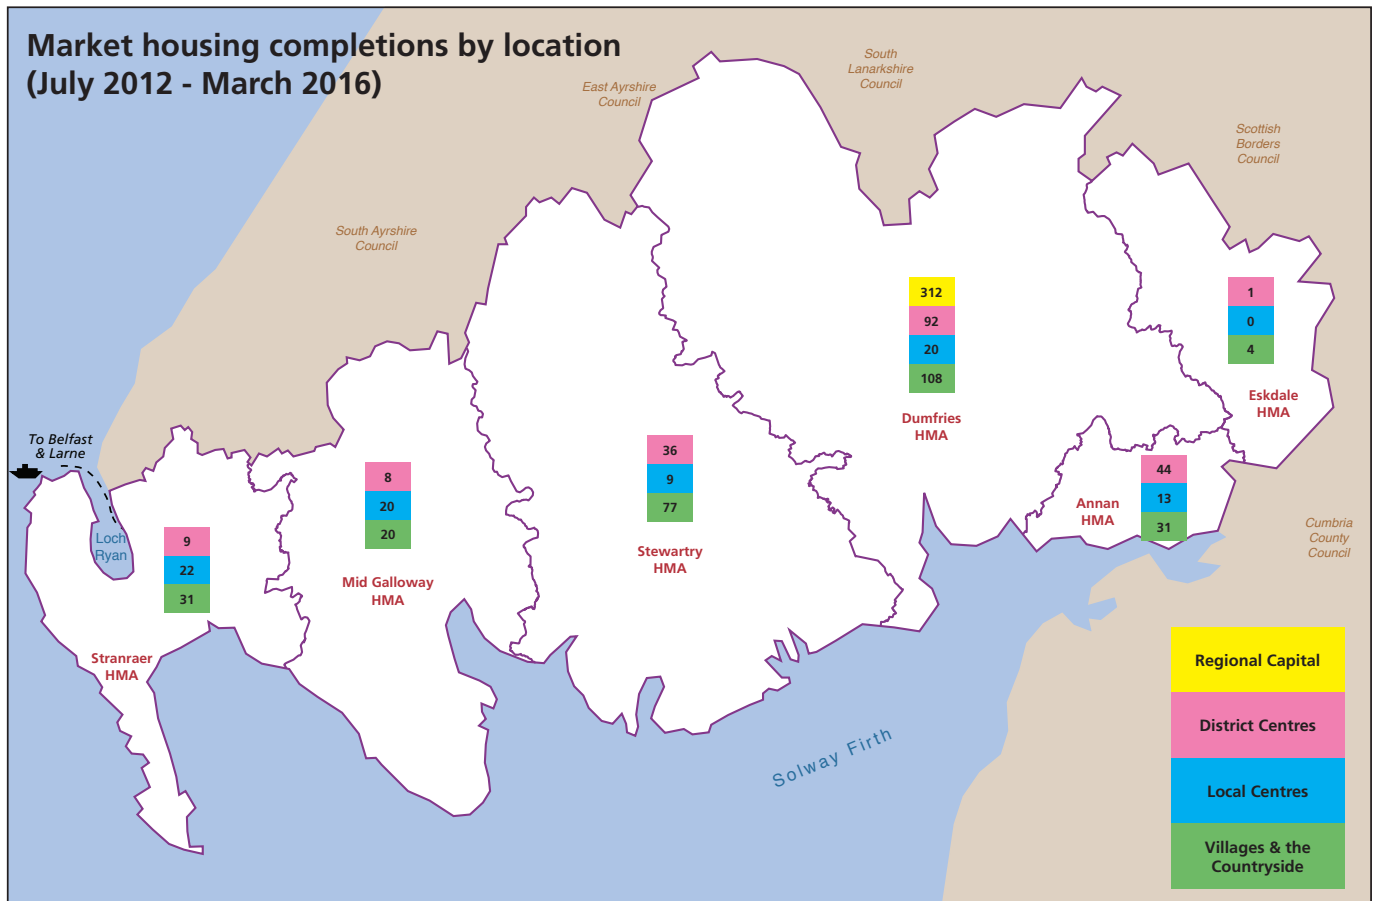 Market housing completions by location
(July 2012 - March 2016)
South
Lanarkshire
Council
East Ayrshire
Council
Scottish
Borders
Council
South Ayrshire
Council
312
92
20
108
Dumfries
HMA
1
0
4
Eskdale
HMA
To Belfast
& Larne
Loch
Ryan
9
22
31
Stranraer
HMA
8
20
20
Mid Galloway
HMA
36
9
77
Stewartry
HMA
44
13
31
Annan
HMA
Cumbria
County
Council
Solway Firth
Regional Capital
District Centres
Local Centres
Villages & the
Countryside